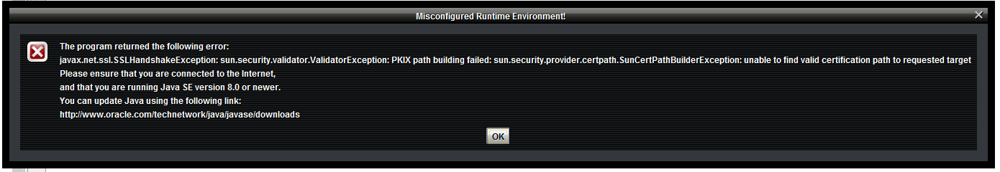 Misconfigured Runtime Environment!
The program returned the following error:
javax.net.ssl.SSLHandshakeException: sun.security.validator.ValidatorException: PKIX path building failed: sun.security.provider.certpath.SunCertPathBuilderException: unable to find valid certification path to requested target
Please ensure that you are connected to the Internet,
and that you are running Java SE version 8.0 or newer.
You can update Java using the following link:
http://www.oracle.com/technetwork/java/javase/downloads
OK